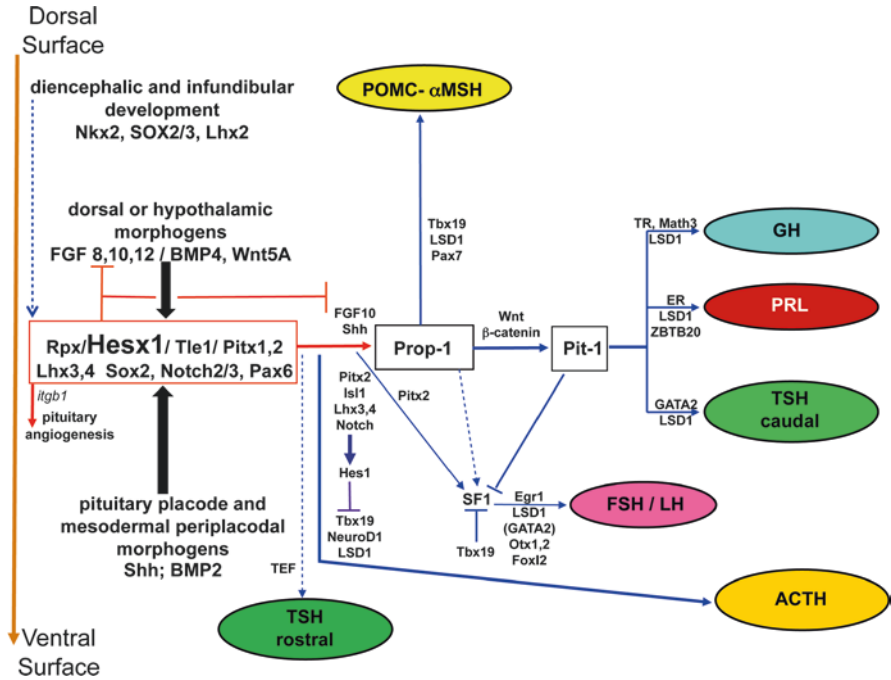 Dorsal
Surface
diencephalic and infundibular
development
Nkx2, SOX2/3, Lhx2
dorsal or hypothalamic
morphogens
FGF 8,10,12 / BMP4, Wnt5A
Rpx/Hesx1/ Tle1/ Pitx1,2
Lhx3,4 Sox2, Notch2/3, Pax6
itgb1
pituitary
angiogenesis
pituitary placode and
mesodermal periplacodal
morphogens
Shh; BMP2
Ventral
Surface
POMC- αMSH
Tbx19
LSD1
Pax7
FGF10
Shh
Prop-1
Wnt
β-catenin
Pit-1
Pitx2
Isl1
Lhx3,4
Notch
Hes1
Tbx19
NeuroD1
LSD1
Pitx2
SF1
Tbx19
Egr1
LSD1
(GATA2)
Otx1,2
FoxI2
FSH / LH
TR, Math3
LSD1
GH
ER
LSD1
ZBTB20
PRL
GATA2
LSD1
TSH
caudal
TEF
TSH
rostral
ACTH